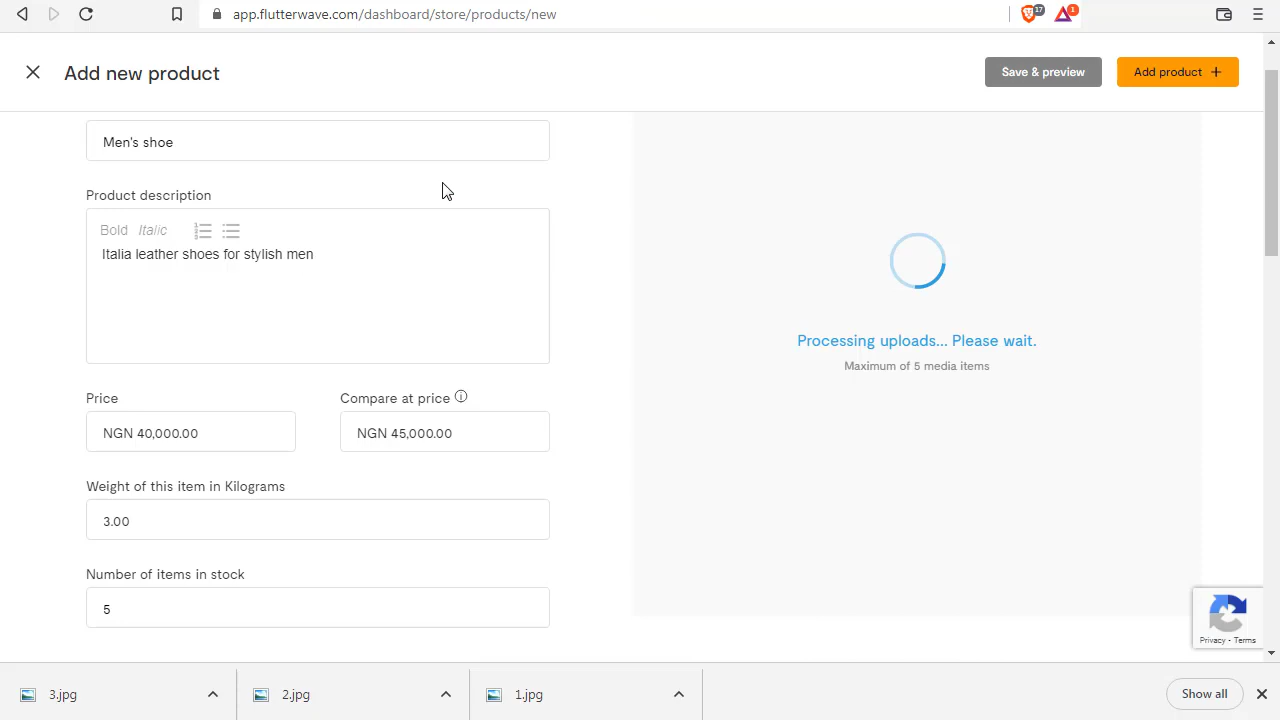 app.flutterwave.com/dashboard/store/products/new
17
1
Add new product
Save & preview
Add product +
Men's shoe
Product description
Bold Italic
Italia leather shoes for stylish men
Processing uploads... Please wait.
Maximum of 5 media items
Price
Compare at price
NGN 40,000.00
NGN 45,000.00
Weight of this item in Kilograms
3.00
Number of items in stock
5
Privacy - Terms
3.jpg
2.jpg
1.jpg
Show all